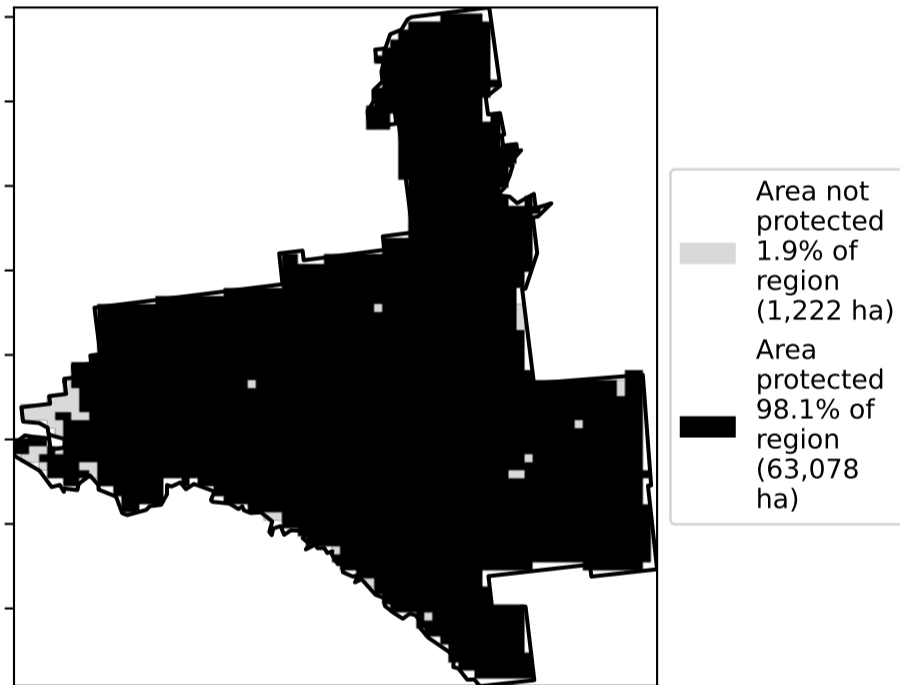 Area not
protected
1.9% of
region
(1,222 ha)
Area
protected
98.1% of
region
(63,078
ha)